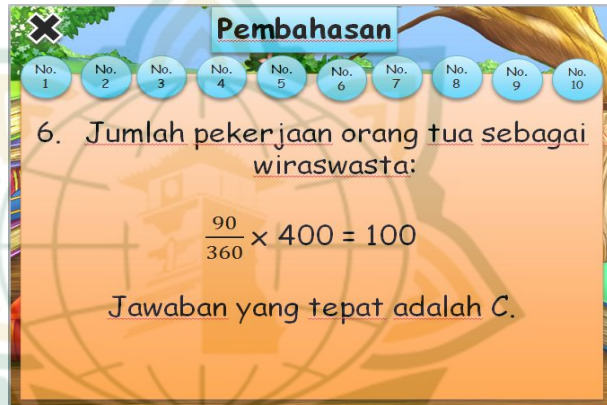 Pembahasan
No. 1 No. 2 No. 3 No. 4 No. 5 No. 6 No. 7 No. 8 No. 9 No. 10
6. Jumlah pekerjaan orang tua sebagai
wiraswasta:
90/360 × 400 = 100
Jawaban yang tepat adalah C.